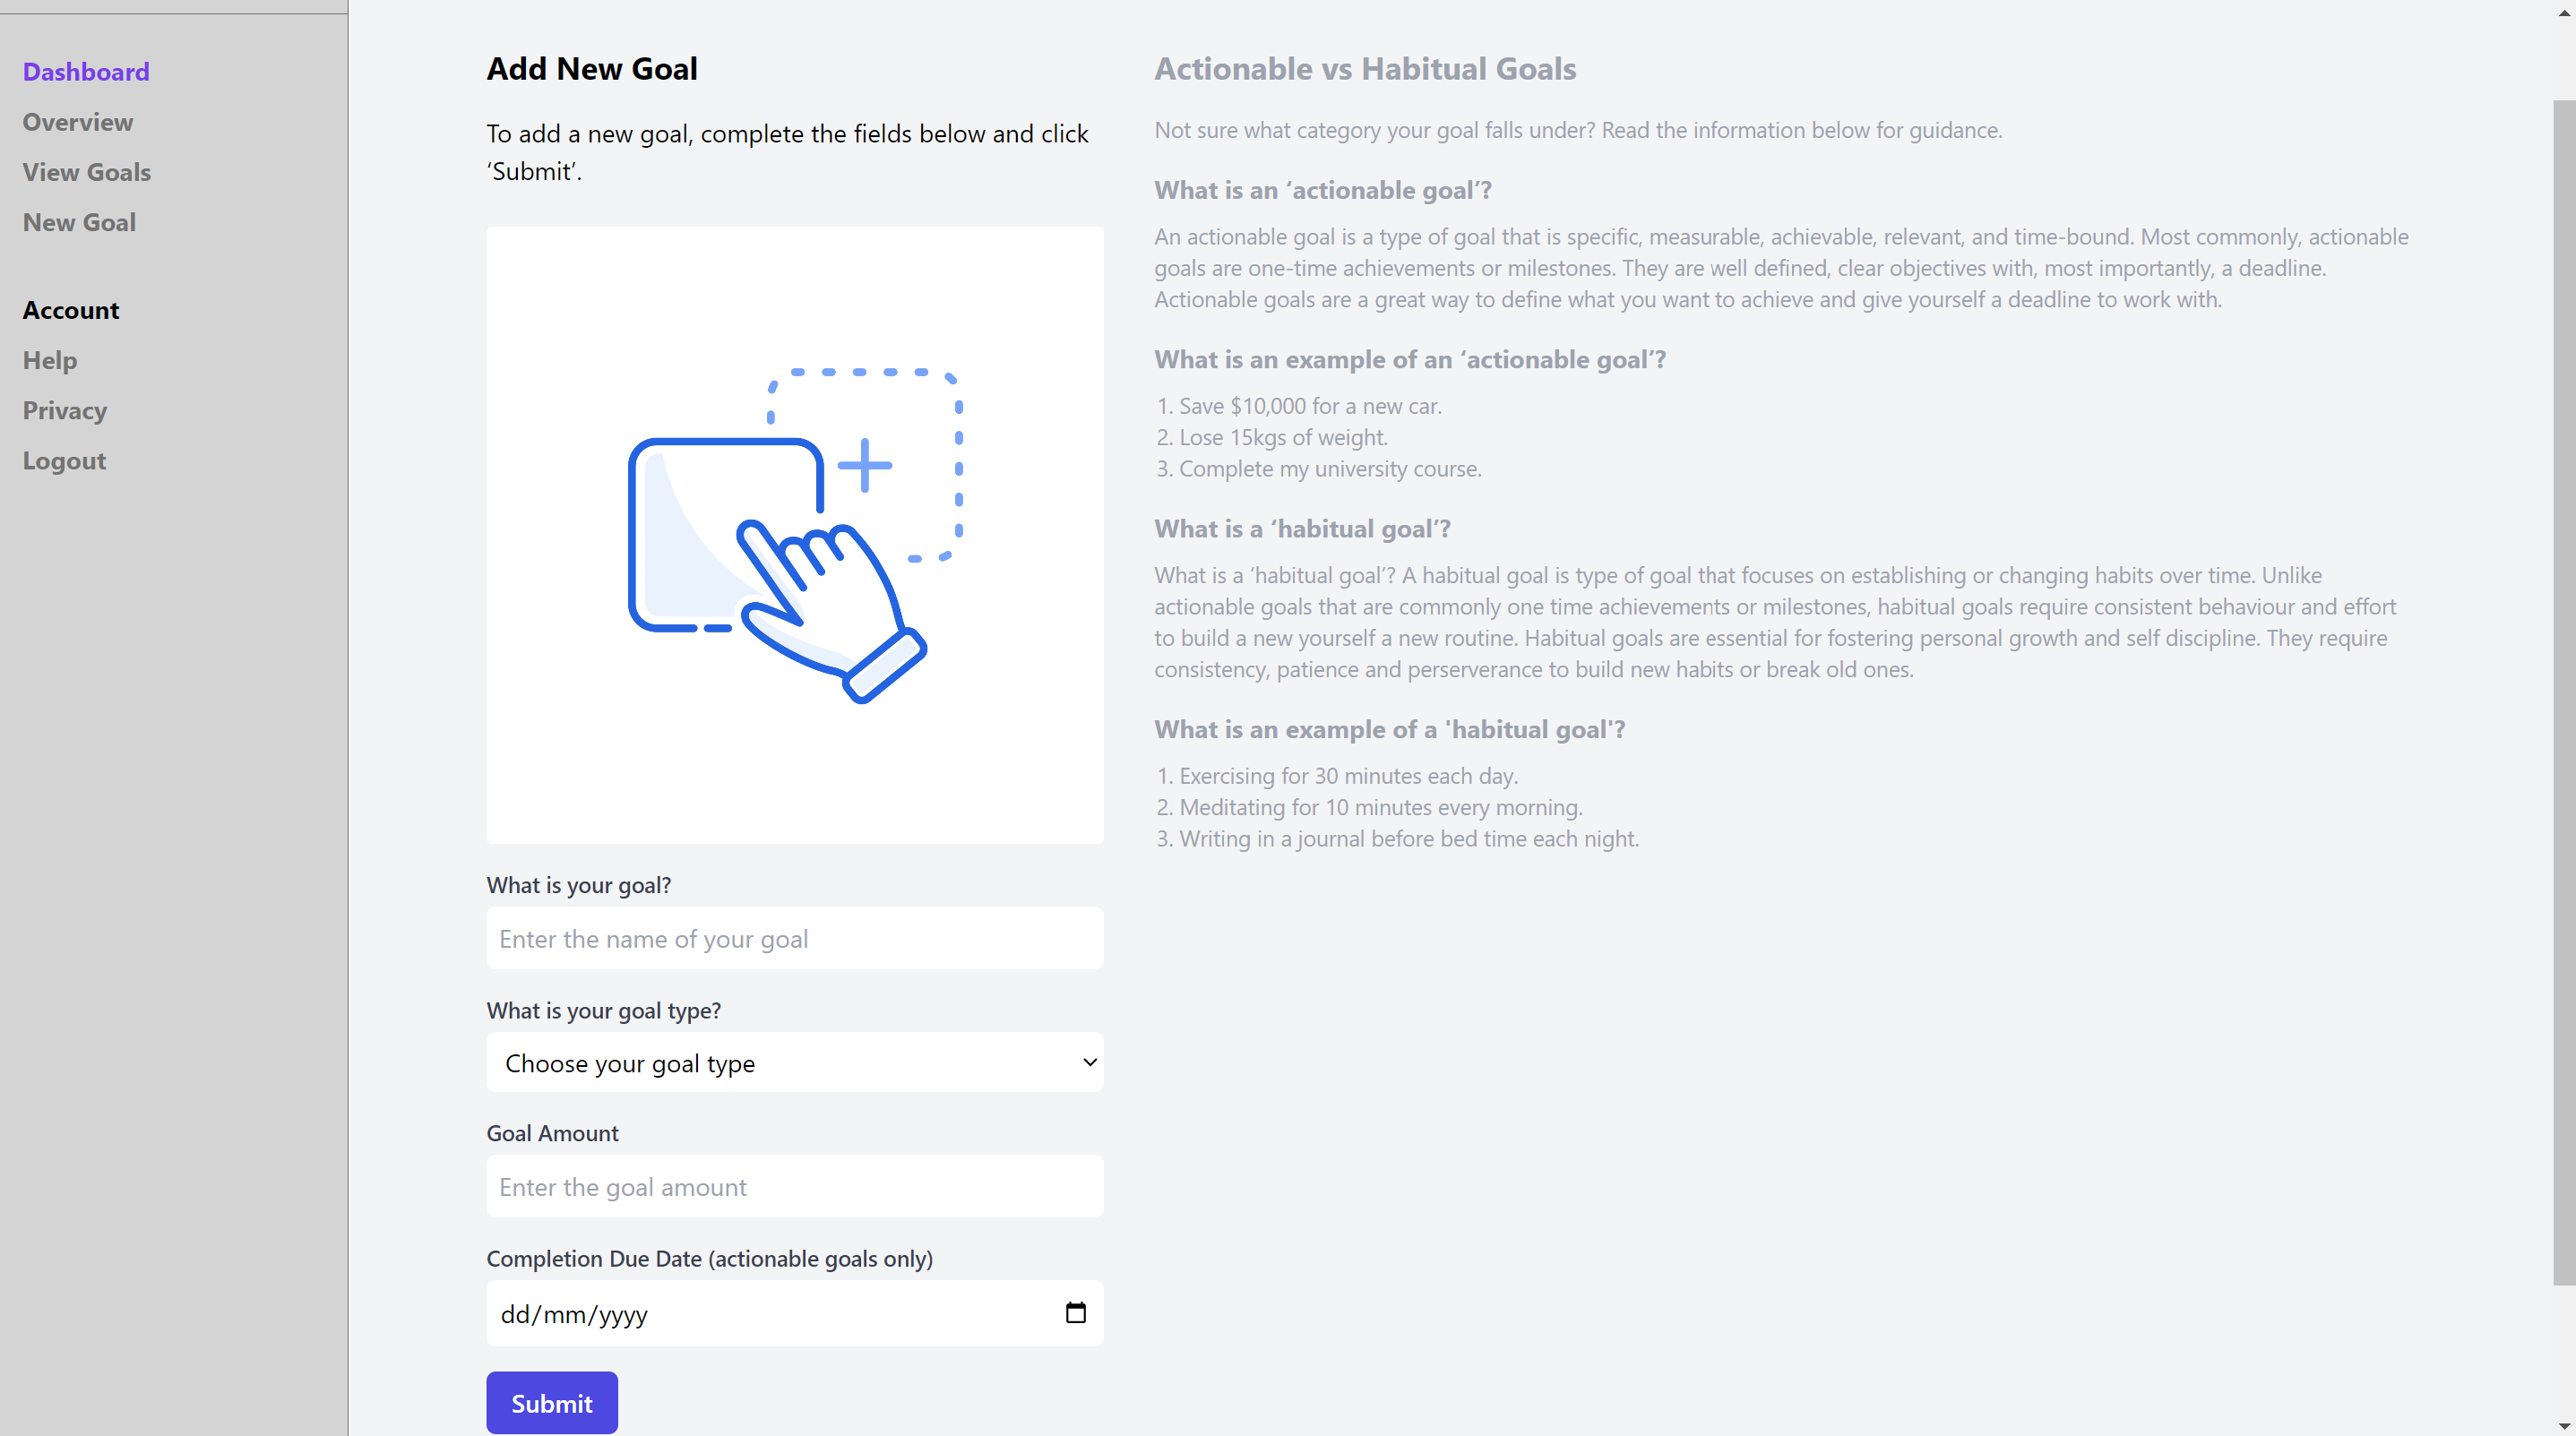 Dashboard
Overview
View Goals
New Goal
Account
Help
Privacy
Logout
Add New Goal
To add a new goal, complete the fields below and click
‘Submit’.
What is your goal?
Enter the name of your goal
What is your goal type?
Choose your goal type
Goal Amount
Enter the goal amount
Completion Due Date (actionable goals only)
dd/mm/yyyy
Submit
Actionable vs Habitual Goals
Not sure what category your goal falls under? Read the information below for guidance.
What is an ‘actionable goal’?
An actionable goal is a type of goal that is specific, measurable, achievable, relevant, and time-bound. Most commonly, actionable
goals are one-time achievements or milestones. They are well defined, clear objectives with, most importantly, a deadline.
Actionable goals are a great way to define what you want to achieve and give yourself a deadline to work with.
What is an example of an ‘actionable goal’?
1. Save $10,000 for a new car.
2. Lose 15kgs of weight.
3. Complete my university course.
What is a ‘habitual goal’?
What is a ‘habitual goal’? A habitual goal is type of goal that focuses on establishing or changing habits over time. Unlike
actionable goals that are commonly one time achievements or milestones, habitual goals require consistent behaviour and effort
to build a new yourself a new routine. Habitual goals are essential for fostering personal growth and self discipline. They require
consistency, patience and perserverance to build new habits or break old ones.
What is an example of a 'habitual goal'?
1. Exercising for 30 minutes each day.
2. Meditating for 10 minutes every morning.
3. Writing in a journal before bed time each night.